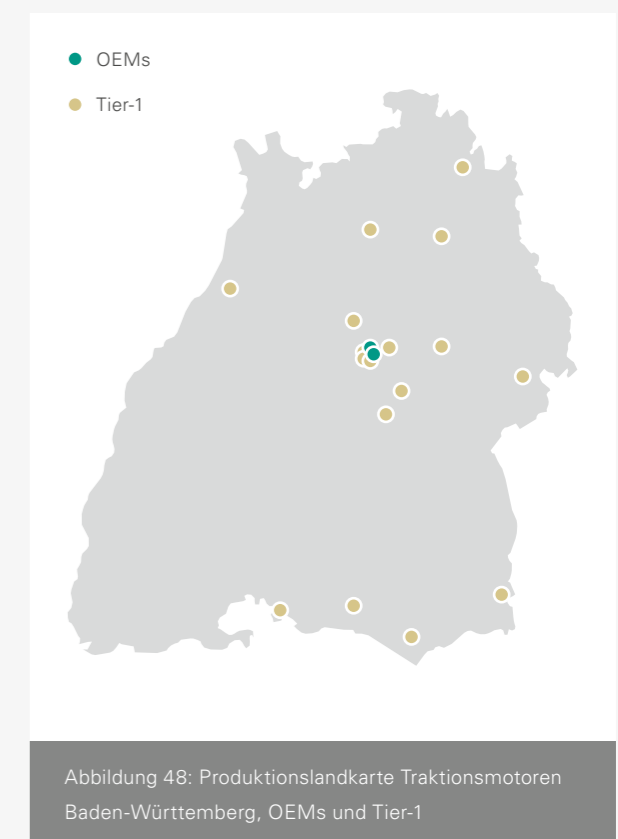 OEMs
Tier-1
Abbildung 48: Produktionslandkarte Traktionsmotoren
Baden-Württemberg, OEMs und Tier-1